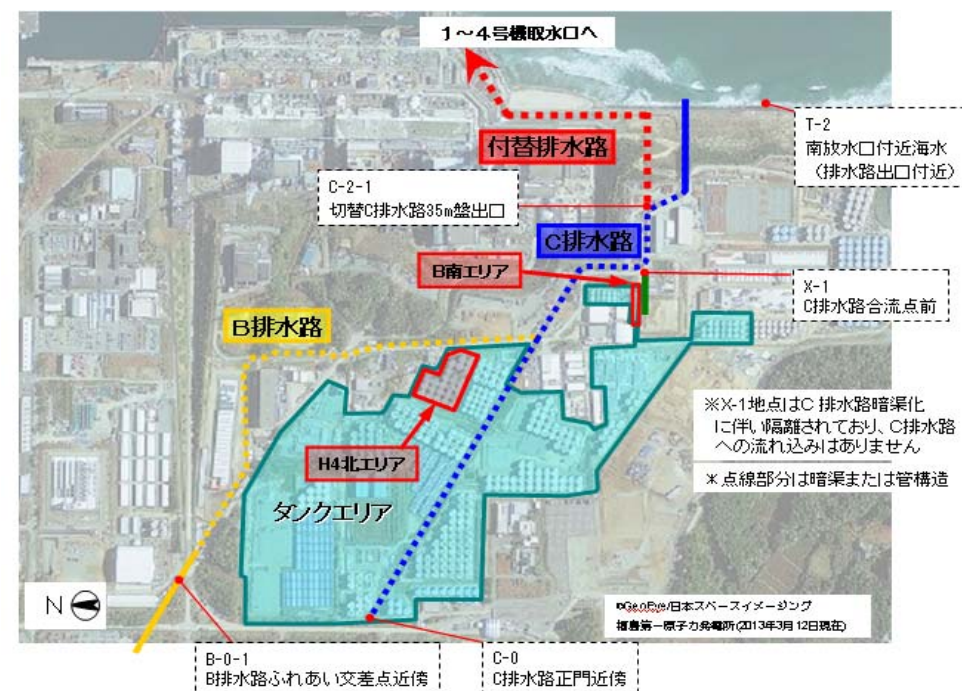 1～4号機取水口へ
T-2
南放水口付近海水
（排水路出口付近）
付替排水路
C-2-1
切替C排水路35m盤出口
C排水路
B南エリア
X-1
C排水路合流点前
B排水路
※X-1地点はC排水路暗渠化
に伴い隔離されており、C排水路
への流れ込みはありません
H4北エリア
＊点線部分は暗渠または管構造
タンクエリア
N
©GeoEye/日本スペースイメージング
福島第一原子力発電所(2013年3月12日現在)
B-0-1
B排水路ふれあい交差点近傍
C-0
C排水路正門近傍